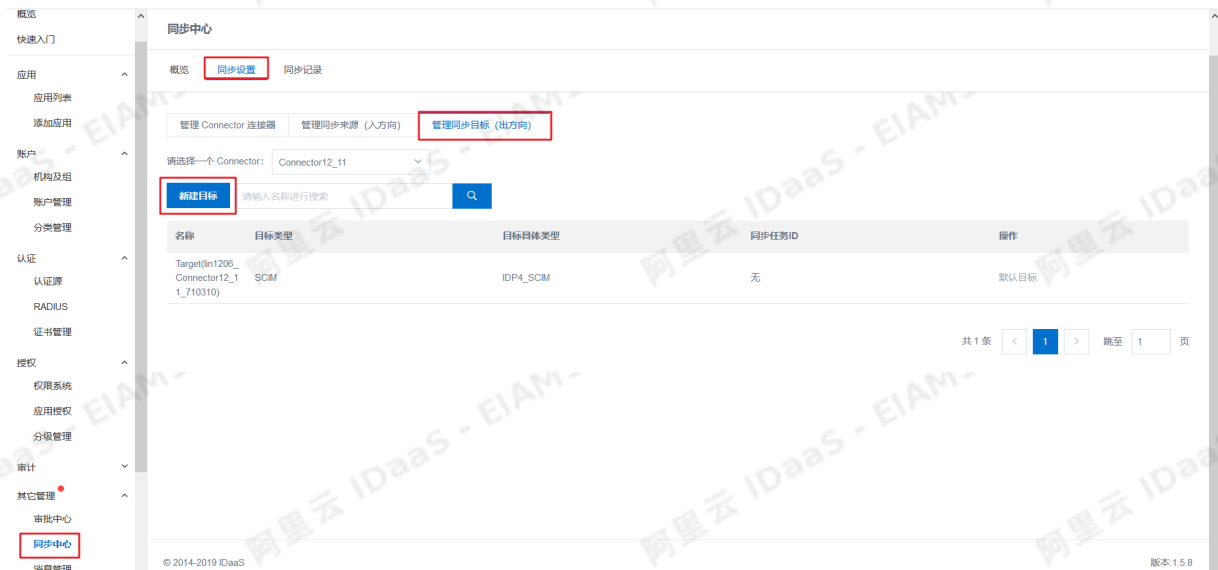 概览
快速入门
应用
应用列表
添加应用
账户
机构及组
账户管理
分类管理
认证
认证源
RADIUS
证书管理
授权
权限系统
应用授权
分级管理
审计
其它管理
审批中心
同步中心
消息管理
同步中心
概览 同步设置 同步记录
管理 Connector 连接器 管理同步来源（入方向） 管理同步目标（出方向）
请选择一个 Connector： Connector12_11
新建目标 请输入名称进行搜索
名称 目标类型 目标具体类型 同步任务ID 操作
Target(lin1206_
Connector12_1 SCIM IDP4_SCIM 无 默认目标
1_710310)
共 1 条 < 1 > 跳至 1 页
© 2014-2019 IDaaS 版本:1.5.8
阿里云 IDaaS - EIAM